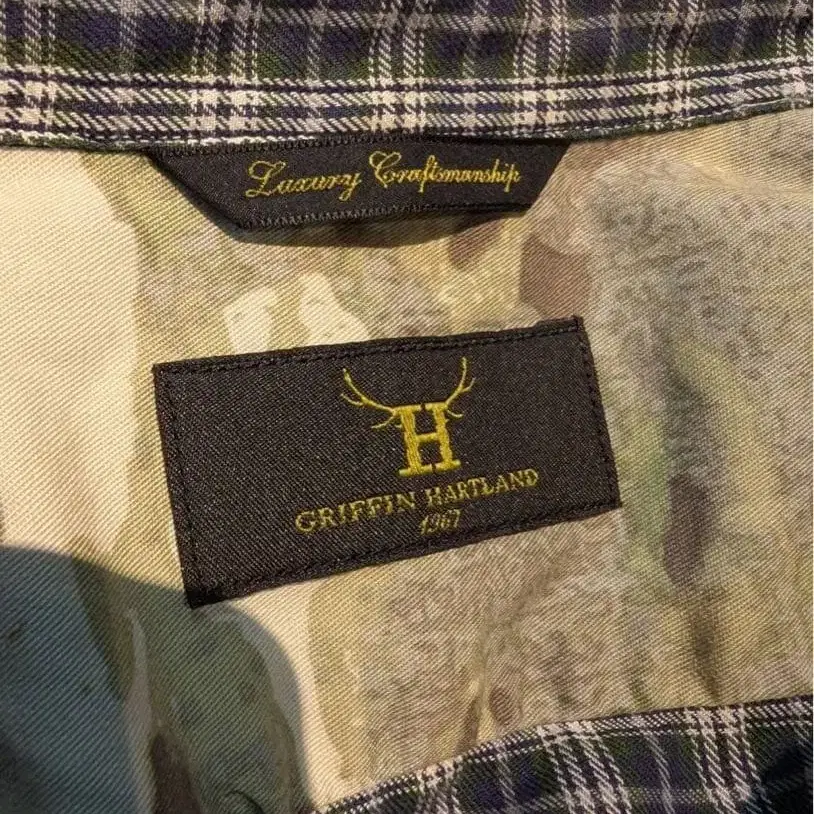 Luxury Craftsmanship
H
GRIFFIN HARTLAND
1967